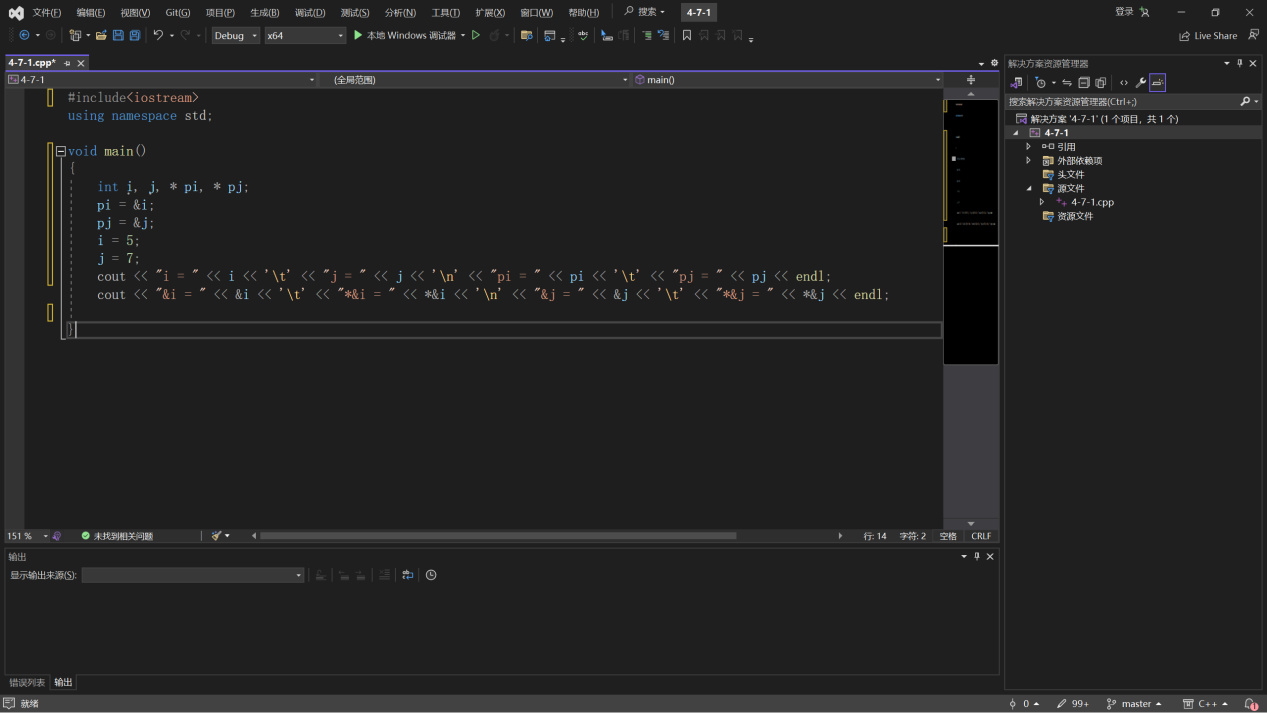 文件(F) 编辑(E) 视图(V) Git(G) 项目(P) 生成(B) 调试(D) 测试(S) 分析(N) 工具(T) 扩展(X) 窗口(W) 帮助(H) 搜索 4-7-1 登录
Debug x64 本地 Windows 调试器 Live Share
4-7-1.cpp*
4-7-1 (全局范围) main()
#include<iostream>
using namespace std;
void main()
{
int i, j, * pi, * pj;
pi = &i;
pj = &j;
i = 5;
j = 7;
cout << "i = " << i << '\t' << "j = " << j << '\n' << "pi = " << pi << '\t' << "pj = " << pj << endl;
cout << "&i = " << &i << '\t' << "*&i = " << *&i << '\n' << "&j = " << &j << '\t' << "*&j = " << *&j << endl;
}
151 % 未找到相关问题 行: 14 字符: 2 空格 CRLF
输出
显示输出来源(S):
错误列表 输出
解决方案资源管理器
搜索解决方案资源管理器(Ctrl+;)
解决方案 '4-7-1' (1 个项目，共 1 个)
4-7-1
引用
外部依赖项
头文件
源文件
4-7-1.cpp
资源文件
就绪 0 99+ master C++ 1